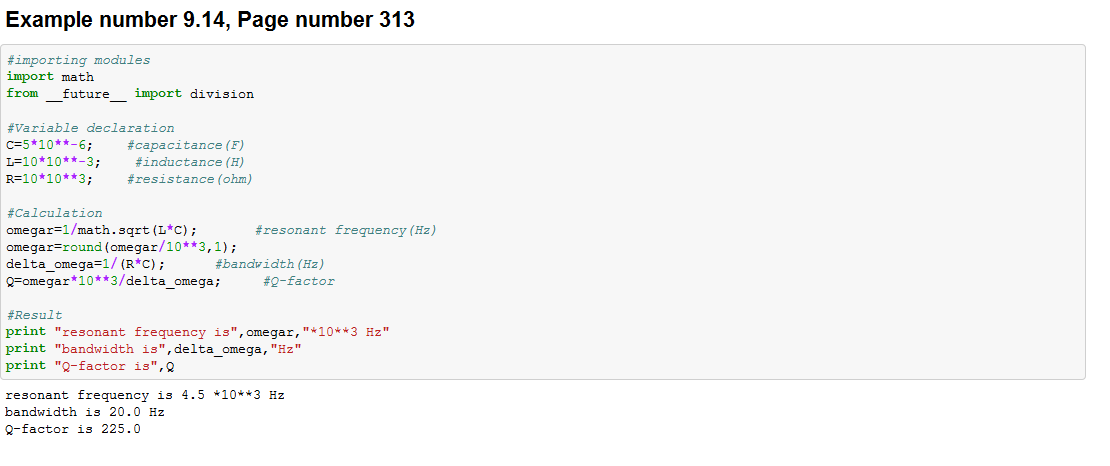 Example number 9.14, Page number 313
#importing modules
import math
from __future__ import division
#Variable declaration
C=5*10**-6;    #capacitance(F)
L=10*10**-3;    #inductance(H)
R=10*10**3;    #resistance(ohm)
#Calculation
omegar=1/math.sqrt(L*C);       #resonant frequency(Hz)
omegar=round(omegar/10**3,1);
delta_omega=1/(R*C);      #bandwidth(Hz)
Q=omegar*10**3/delta_omega;     #Q-factor
#Result
print "resonant frequency is",omegar,"*10**3 Hz"
print "bandwidth is",delta_omega,"Hz"
print "Q-factor is",Q
resonant frequency is 4.5 *10**3 Hz
bandwidth is 20.0 Hz
Q-factor is 225.0